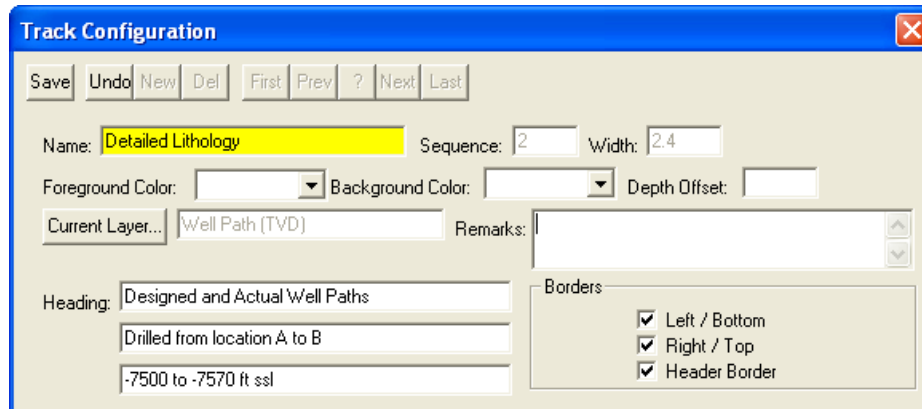 Track Configuration
Save Undo New Del First Prev ? Next Last
Name: Detailed Lithology Sequence: 2 Width: 2.4
Foreground Color: Background Color: Depth Offset:
Current Layer... Well Path (TVD) Remarks:
Heading: Designed and Actual Well Paths
Drilled from location A to B
-7500 to -7570 ft ssl
Borders
Left / Bottom
Right / Top
Header Border